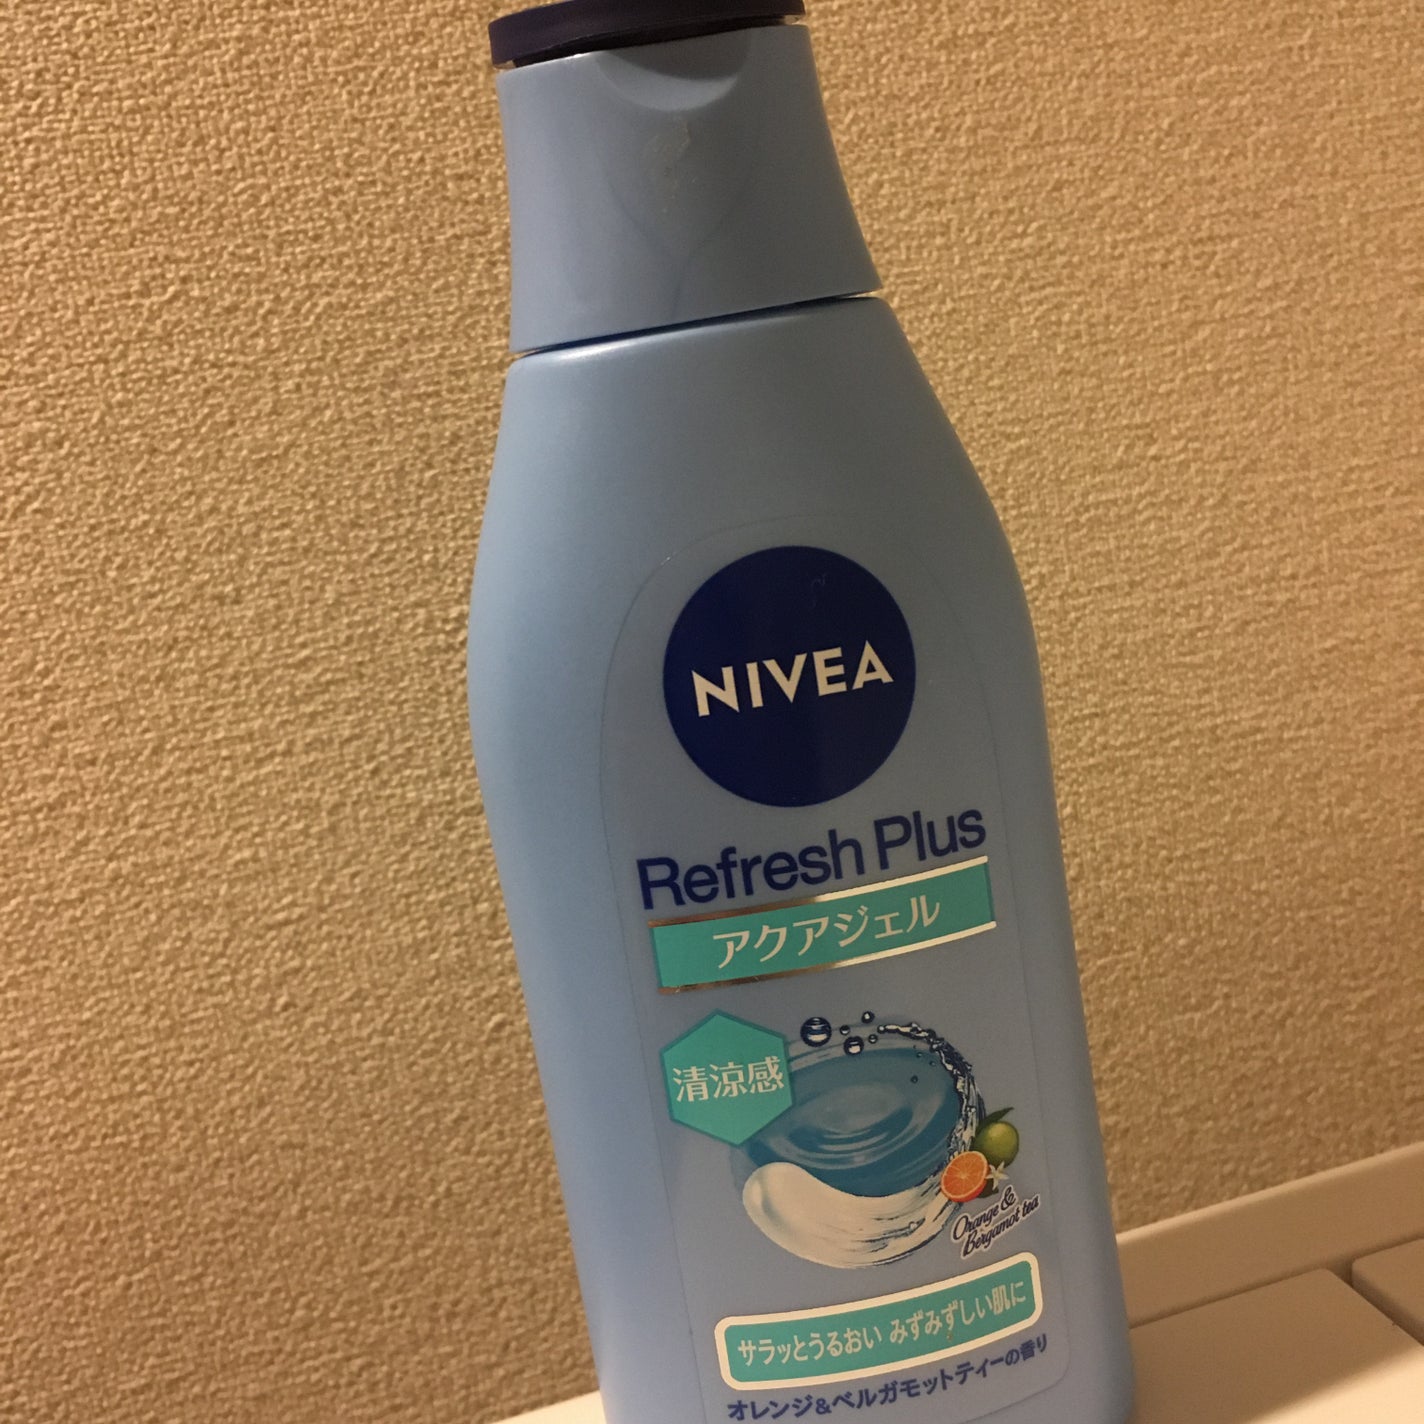 NIVEA
Refresh Plus
アクアジェル
清涼感
Orange &
Bergamot tea
サラッとうるおい みずみずしい肌に
オレンジ&ベルガモットティーの香り